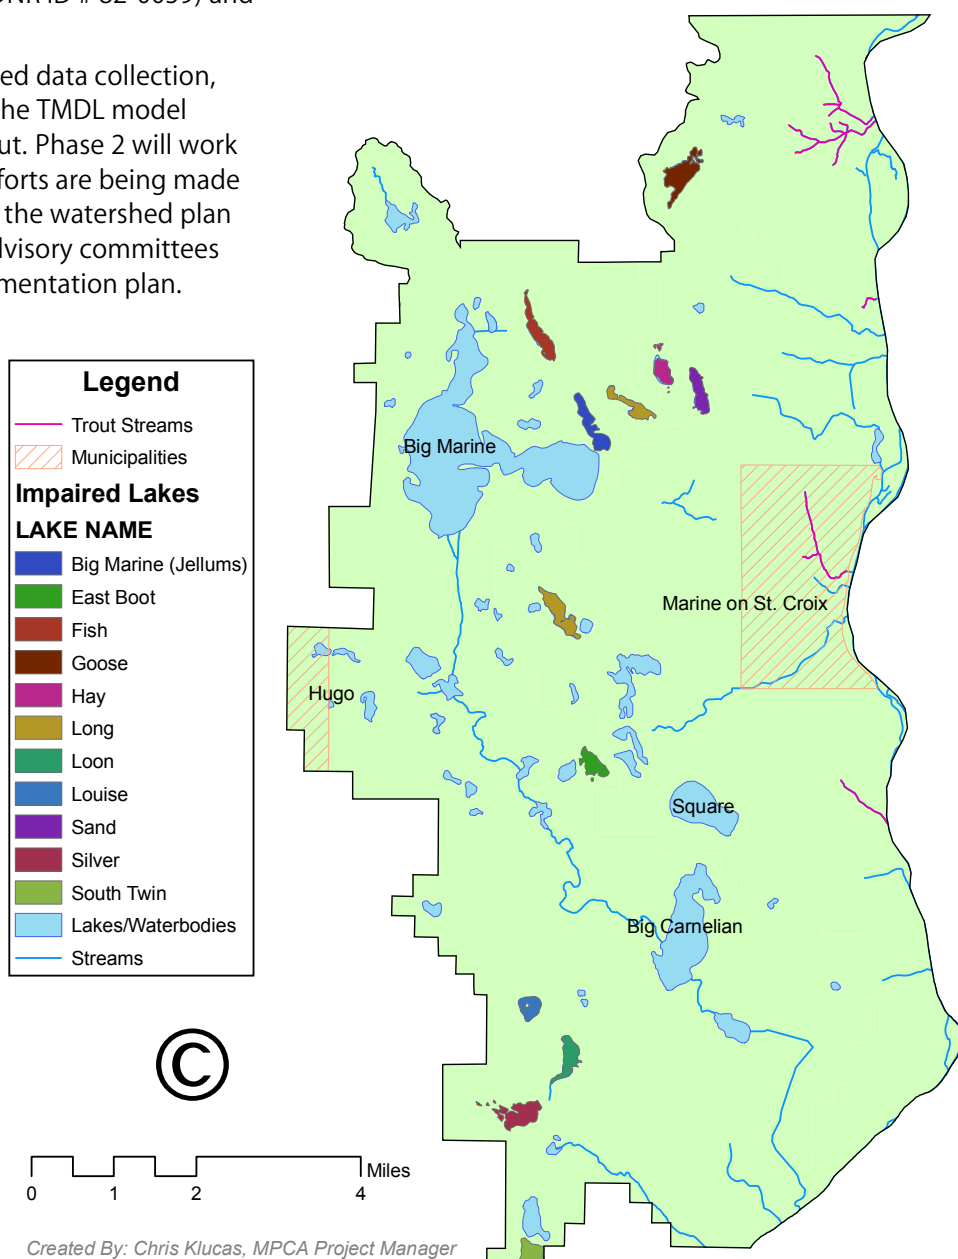 ed data collection,
he TMDL model
ut. Phase 2 will work
forts are being made
the watershed plan
dvisory committees
mentation plan.
Legend
Trout Streams
Municipalities
Impaired Lakes
LAKE NAME
Big Marine (Jellums)
East Boot
Fish
Goose
Hay
Long
Loon
Louise
Sand
Silver
South Twin
Lakes/Waterbodies
Streams
Big Marine
Marine on St. Croix
Hugo
Square
Big Carnelian
©
Miles
0 1 2 4
Created By: Chris Klucas, MPCA Project Manager